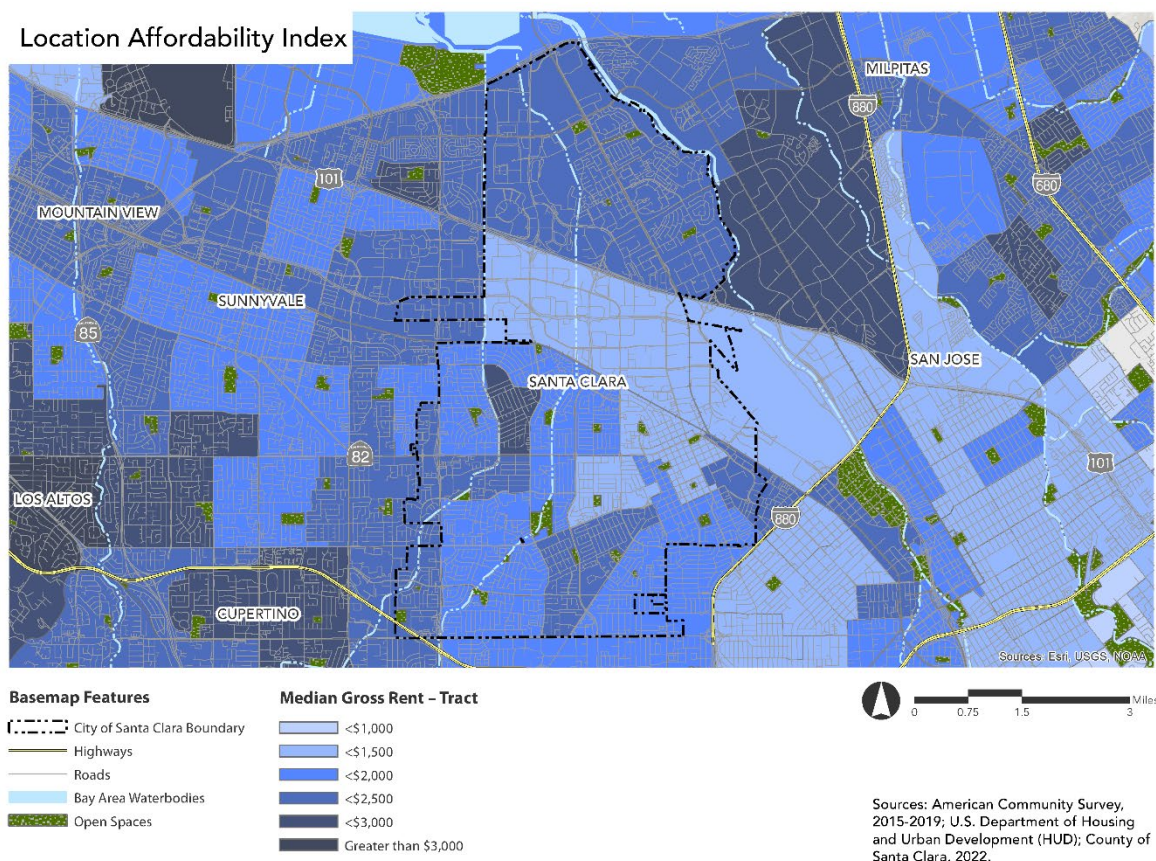 Location Affordability Index
MILPITAS
880
101
680
MOUNTAIN VIEW
SUNNYVALE
85
SAN JOSE
SANTA CLARA
82
101
LOS ALTOS
880
CUPERTINO
Sources: Esri, USGS, NOAA
Basemap Features
City of Santa Clara Boundary
Highways
Roads
Bay Area Waterbodies
Open Spaces
Median Gross Rent – Tract
<$1,000
<$1,500
<$2,000
<$2,500
<$3,000
Greater than $3,000
0 0.75 1.5 3 Miles
Sources: American Community Survey,
2015-2019; U.S. Department of Housing
and Urban Development (HUD); County of
Santa Clara, 2022.